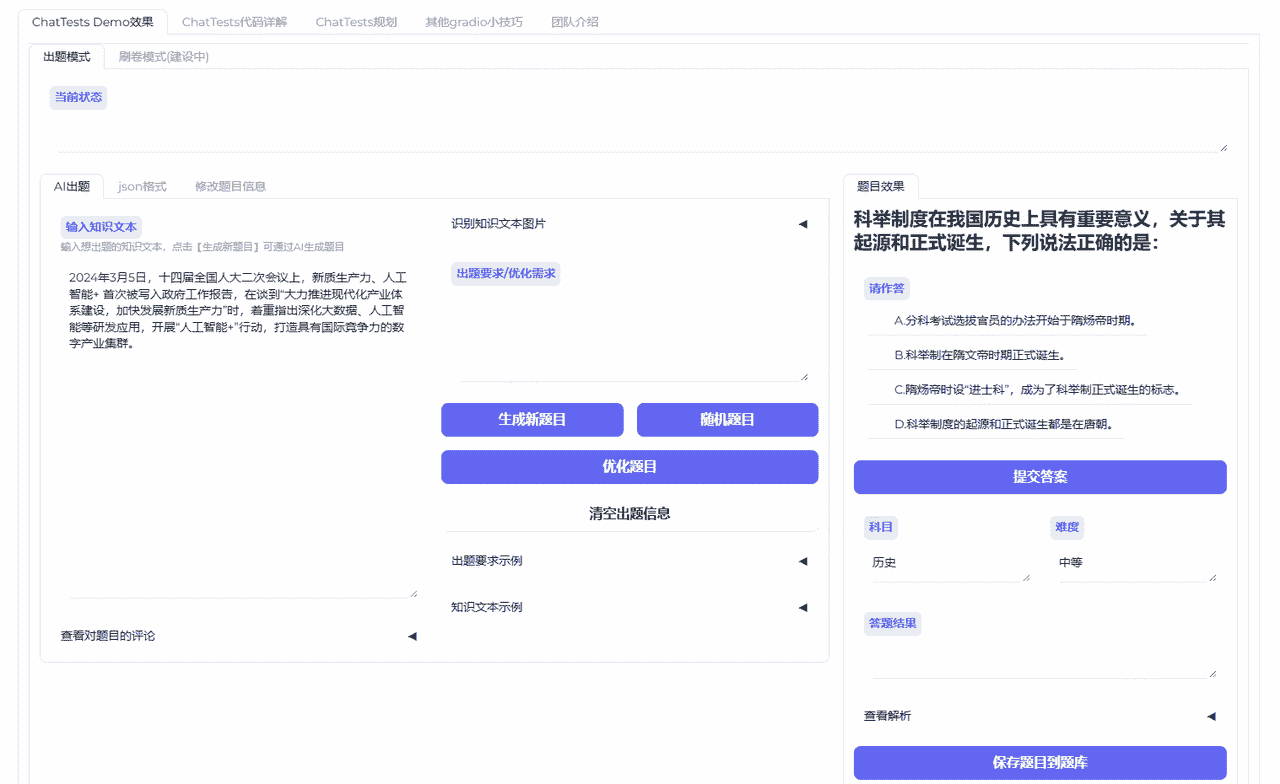 ChatTests Demo效果 ChatTests代码详解 ChatTests规划 其他gradio小技巧 团队介绍
出题模式 刷卷模式(建设中)
当前状态
AI出题 json格式 修改题目信息
输入知识文本
输入想出题的知识文本，点击【生成新题目】可通过AI生成题目
2024年3月5日，十四届全国人大二次会议上，新质生产力、人工
智能+ 首次被写入政府工作报告，在谈到“大力推进现代化产业体
系建设，加快发展新质生产力”时，着重指出深化大数据、人工智
能等研发应用，开展“人工智能+”行动，打造具有国际竞争力的数
字产业集群。
查看对题目的评论
识别知识文本图片
出题要求/优化需求
生成新题目 随机题目
优化题目
清空出题信息
出题要求示例
知识文本示例
题目效果
科举制度在我国历史上具有重要意义，关于其
起源和正式诞生，下列说法正确的是：
请作答
A.分科考试选拔官员的办法开始于隋炀帝时期。
B.科举制在隋文帝时期正式诞生。
C.隋炀帝时设“进士科”，成为了科举制正式诞生的标志。
D.科举制度的起源和正式诞生都是在唐朝。
提交答案
科目 难度
历史 中等
答题结果
查看解析
保存题目到题库